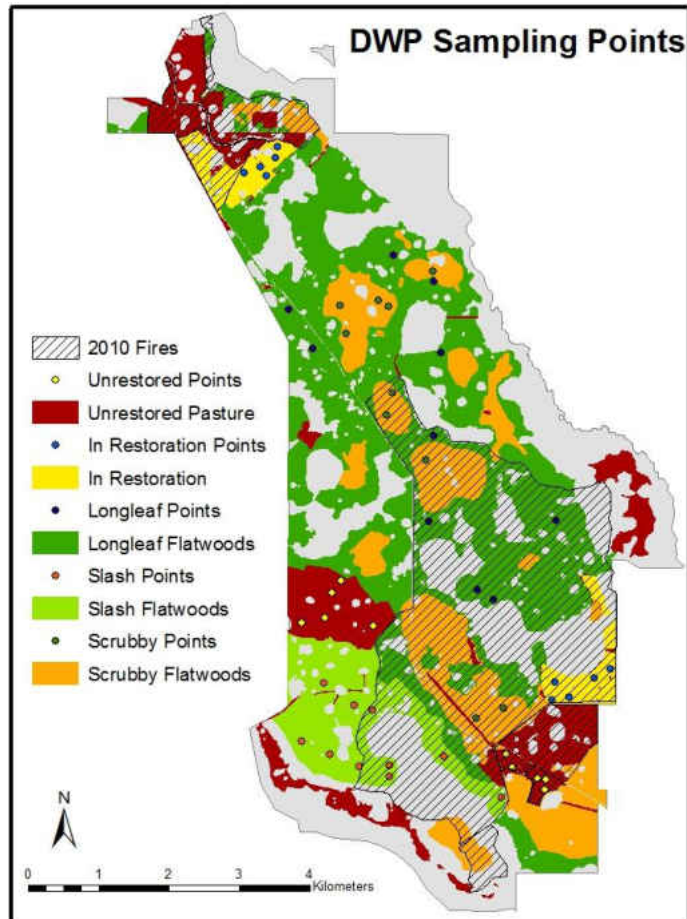 DWP Sampling Points
2010 Fires
Unrestored Points
Unrestored Pasture
In Restoration Points
In Restoration
Longleaf Points
Longleaf Flatwoods
Slash Points
Slash Flatwoods
Scrubby Points
Scrubby Flatwoods
N
0 1 2 3 4
Kilometers